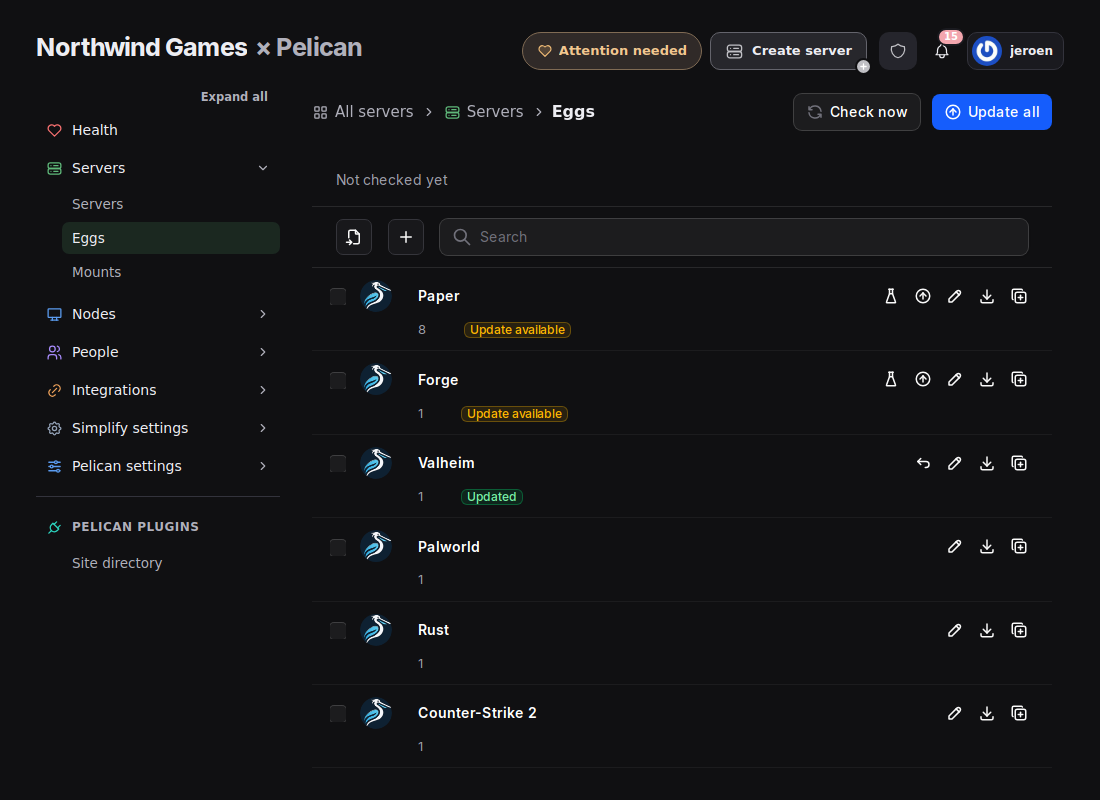 Northwind Games × Pelican
Attention needed
Create server
15
jeroen
Expand all
Health
Servers
Servers
Eggs
Mounts
Nodes
People
Integrations
Simplify settings
Pelican settings
PELICAN PLUGINS
Site directory
All servers > Servers > Eggs
Check now
Update all
Not checked yet
Search
Paper
8 Update available
Forge
1 Update available
Valheim
1 Updated
Palworld
1
Rust
1
Counter-Strike 2
1